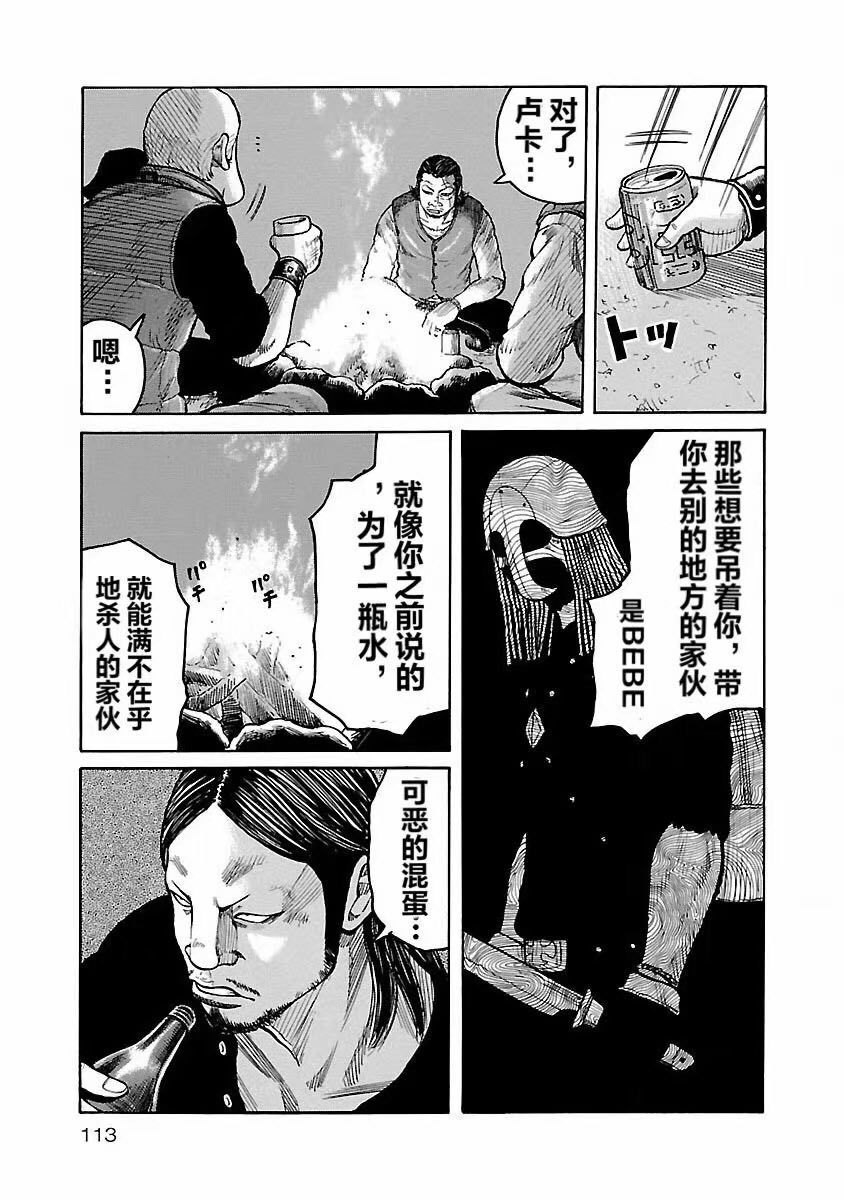 トッ
对了，
卢卡…
嗯…
那些想要吊着你，带
你去别的地方的家伙
是BEBE
就像你之前说的
，为了一瓶水，
就能满不在乎
地杀人的家伙
パチ
パチ
可恶的混蛋…
113